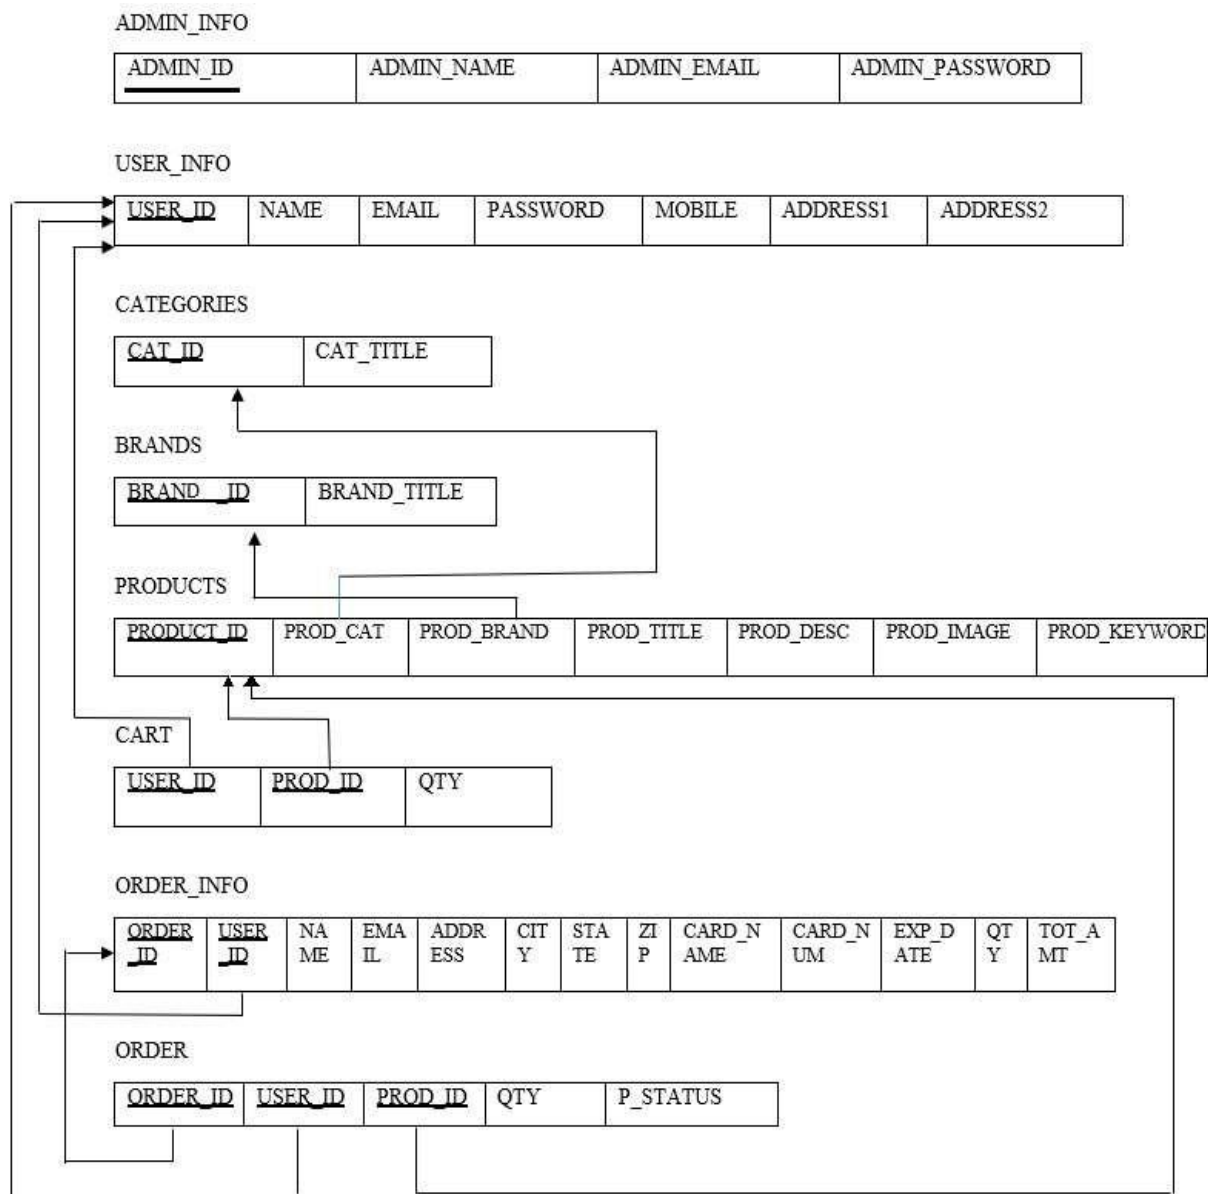 ADMIN_INFO
ADMIN_ID ADMIN_NAME ADMIN_EMAIL ADMIN_PASSWORD
USER_INFO
USER_ID NAME EMAIL PASSWORD MOBILE ADDRESS1 ADDRESS2
CATEGORIES
CAT_ID CAT_TITLE
BRANDS
BRAND_ID BRAND_TITLE
PRODUCTS
PRODUCT_ID PROD_CAT PROD_BRAND PROD_TITLE PROD_DESC PROD_IMAGE PROD_KEYWORD
CART
USER_ID PROD_ID QTY
ORDER_INFO
ORDER USER NA EMA ADDR CIT STA ZI CARD_N CARD_N EXP_D QT TOT_A
_ID _ID ME IL ESS Y TE P AME UM ATE Y MT
ORDER
ORDER_ID USER_ID PROD_ID QTY P_STATUS